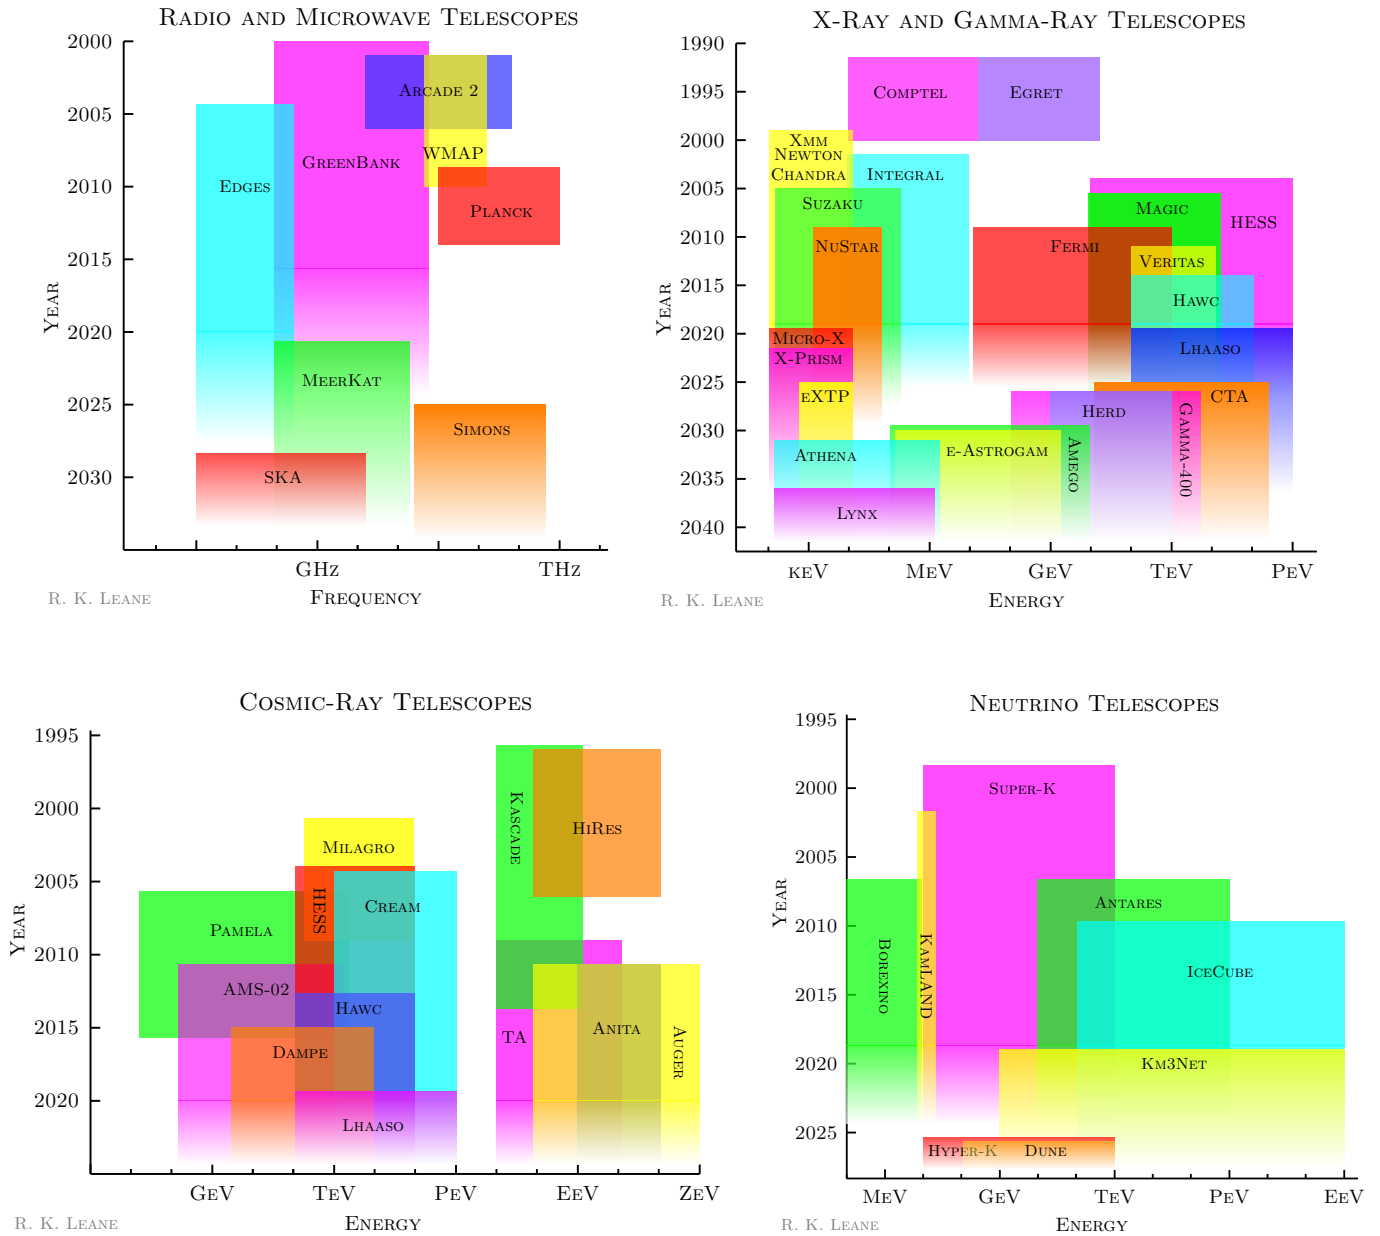 Radio and Microwave Telescopes
2000
2005
2010
2015
2020
2025
2030
Year
Arcade 2
WMAP
GreenBank
Edges
Planck
MeerKat
Simons
SKA
GHz
THz
Frequency
R. K. Leane
X-Ray and Gamma-Ray Telescopes
1990
1995
2000
2005
2010
2015
2020
2025
2030
2035
2040
Year
Comptel
Egret
Xmm
Newton
Chandra
Integral
Suzaku
Magic
HESS
NuStar
Fermi
Veritas
Hawc
Micro-X
X-Prism
Lhaaso
eXTP
CTA
Herd
Gamma-400
Athena
e-Astrogam
Amego
Lynx
keV
MeV
GeV
TeV
PeV
Energy
R. K. Leane
Cosmic-Ray Telescopes
1995
2000
2005
2010
2015
2020
Year
Kascade
HiRes
Milagro
HESS
Cream
Pamela
AMS-02
Hawc
Dampe
TA
Anita
Auger
Lhaaso
GeV
TeV
PeV
EeV
ZeV
Energy
R. K. Leane
Neutrino Telescopes
1995
2000
2005
2010
2015
2020
2025
Year
Super-K
Antares
Borexino
KamLAND
IceCube
Km3Net
Hyper-K
Dune
MeV
GeV
TeV
PeV
EeV
Energy
R. K. Leane